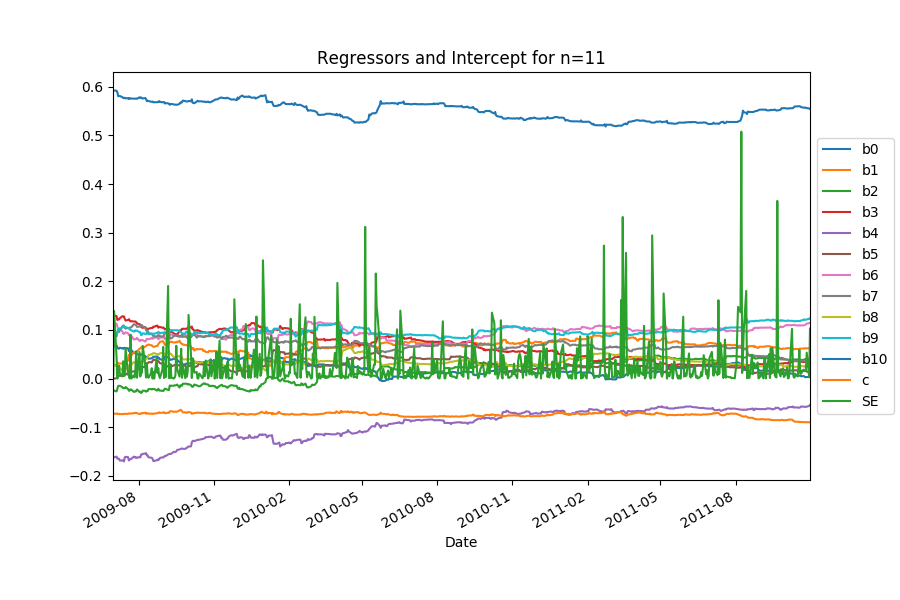 Regressors and Intercept for n=11
0.6
0.5
0.4
0.3
0.2
0.1
0.0
−0.1
−0.2
2009-08
2009-11
2010-02
2010-05
2010-08
2010-11
2011-02
2011-05
2011-08
Date
b0
b1
b2
b3
b4
b5
b6
b7
b8
b9
b10
c
SE